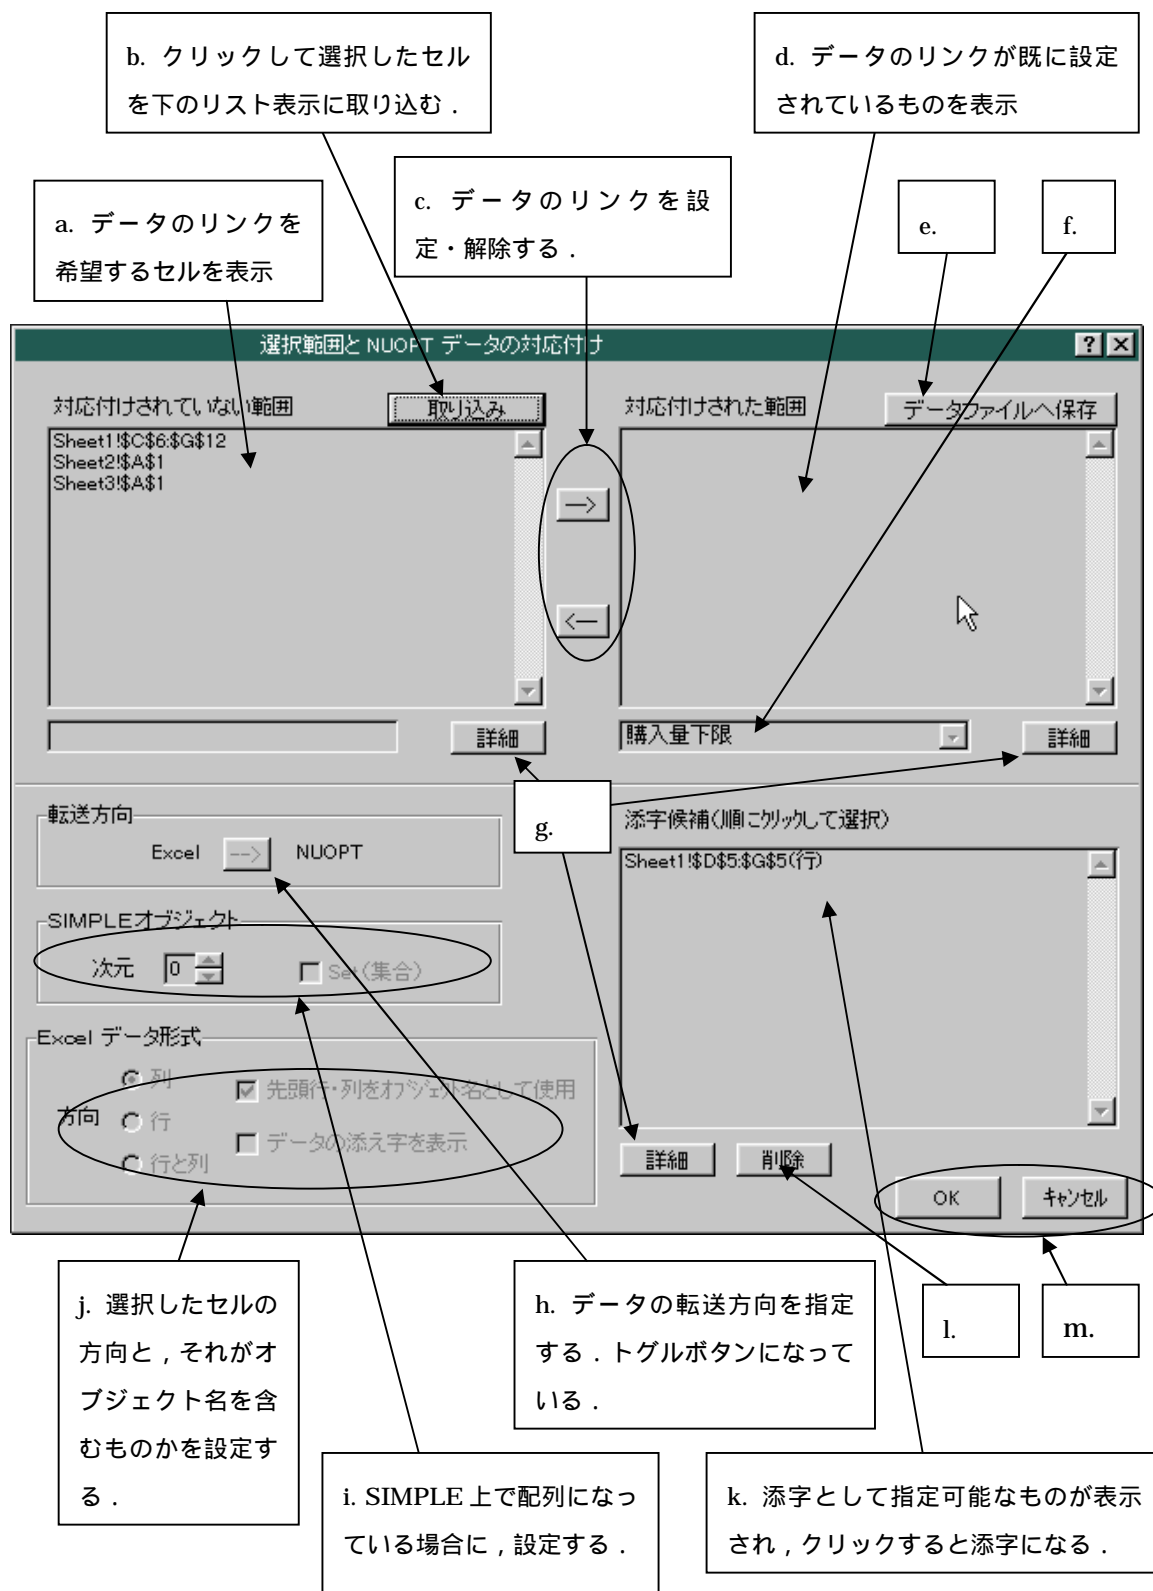 b. クリックして選択したセル
を下のリスト表示に取り込む．
d. データのリンクが既に設定
されているものを表示
a. データのリンクを
希望するセルを表示
c. データのリンクを設
定・解除する．
e.
f.
選択範囲と NUOPT データの対応付け
対応付けされていない範囲
取り込み
対応付けされた範囲
データファイルへ保存
Sheet1!$C$6:$G$12
Sheet2!$A$1
Sheet3!$A$1
-->
<--
詳細
購入量下限
詳細
g.
転送方向
Excel --> NUOPT
添字候補(順にクリックして選択)
Sheet1!$D$5:$G$5(行)
SIMPLEオブジェクト
次元 0 Set(集合)
Excel データ形式
方向
列
行
行と列
先頭行・列をオブジェクト名として使用
データの添え字を表示
詳細
削除
OK
キャンセル
j. 選択したセルの
方向と，それがオ
ブジェクト名を含
むものかを設定す
る．
h. データの転送方向を指定
する．トグルボタンになって
いる．
l.
m.
i. SIMPLE 上で配列になっ
ている場合に，設定する．
k. 添字として指定可能なものが表示
され，クリックすると添字になる．